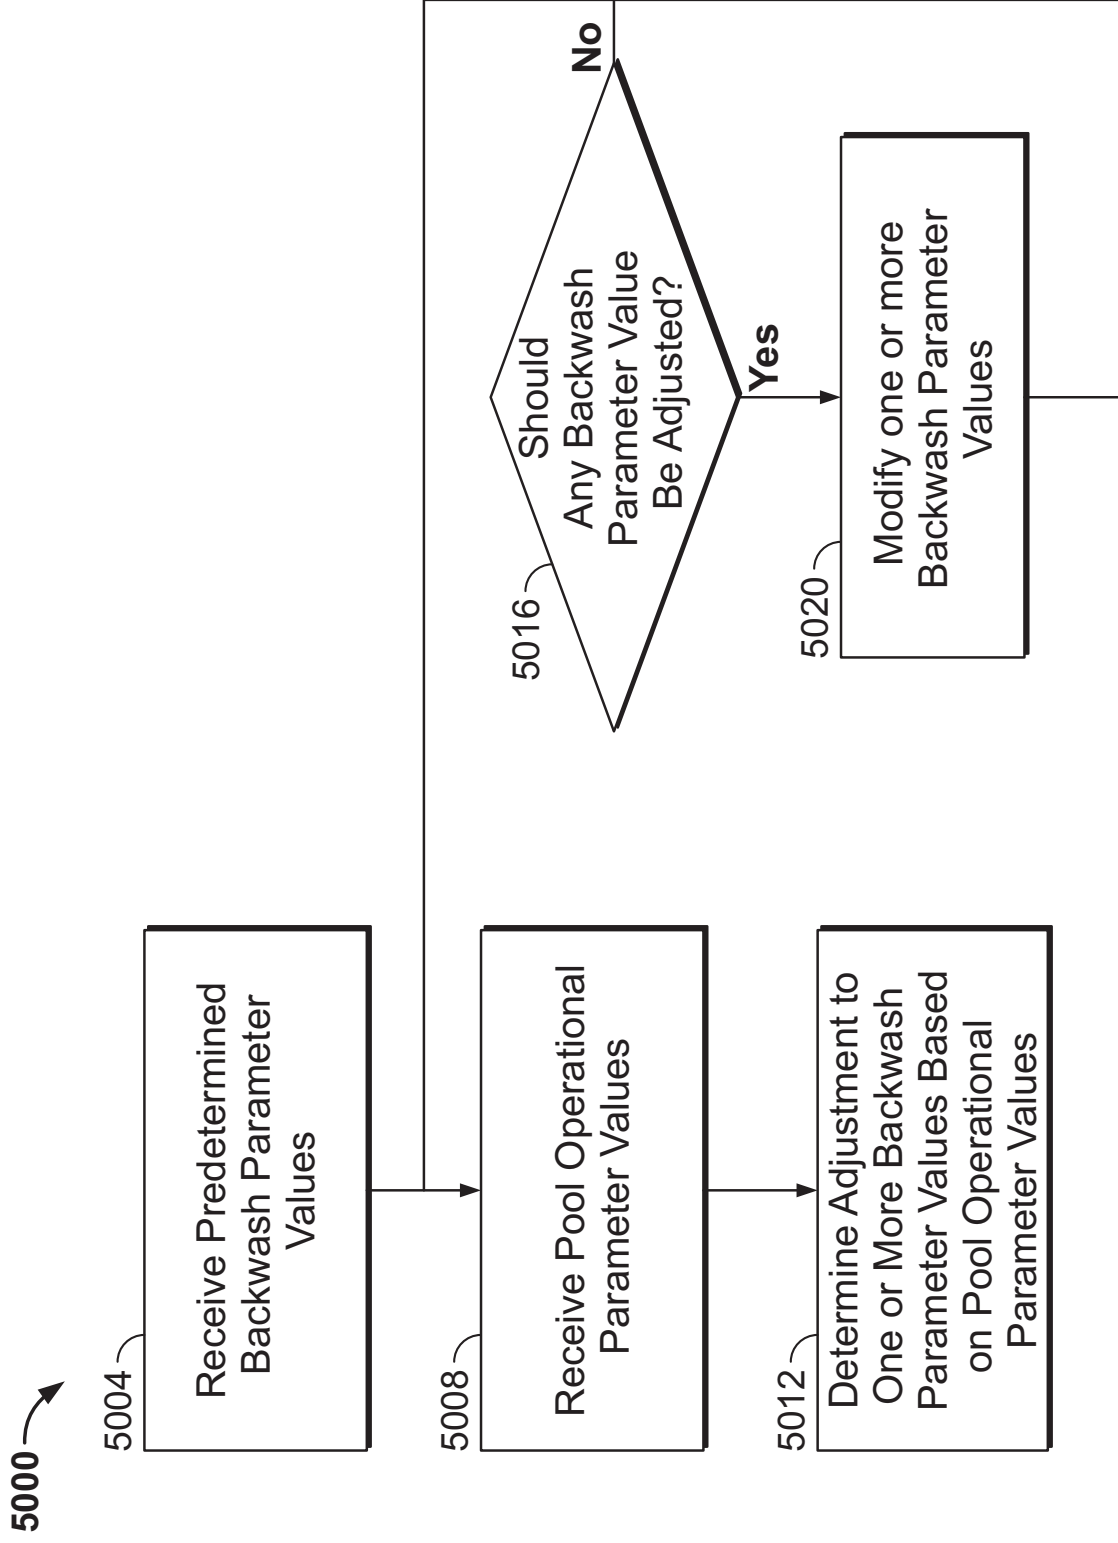 5000
5004
Receive Predetermined
Backwash Parameter
Values
5008
Receive Pool Operational
Parameter Values
5012
Determine Adjustment to
One or More Backwash
Parameter Values Based
on Pool Operational
Parameter Values
5016
Should
Any Backwash
Parameter Value
Be Adjusted?
No
Yes
5020
Modify one or more
Backwash Parameter
Values